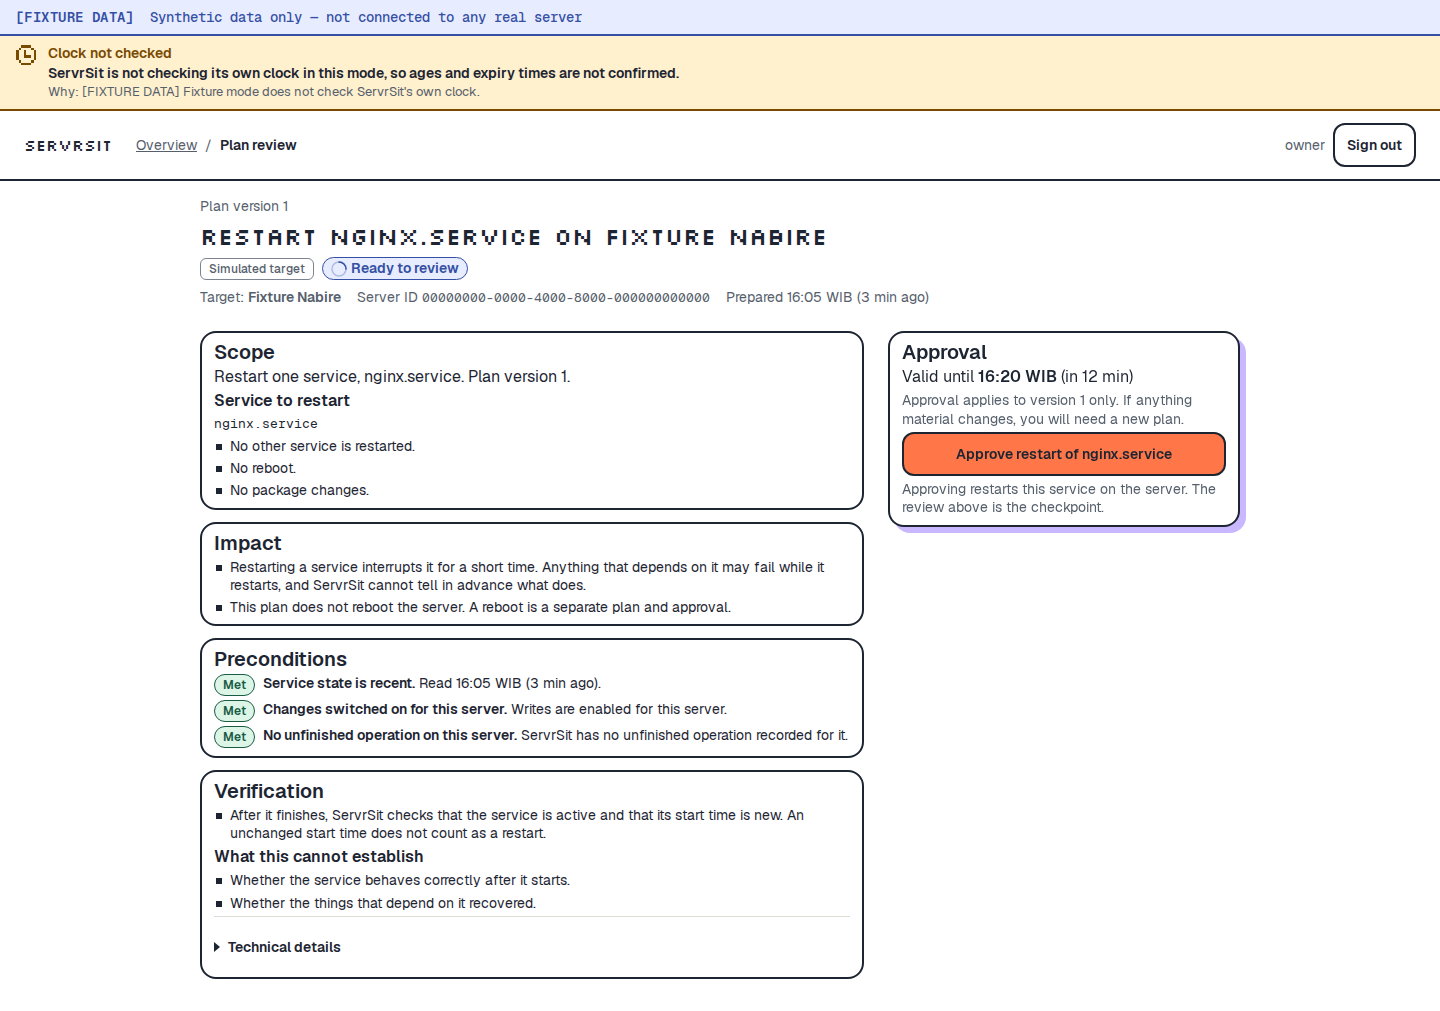 [FIXTURE DATA] Synthetic data only — not connected to any real server
Clock not checked
ServrSit is not checking its own clock in this mode, so ages and expiry times are not confirmed.
Why: [FIXTURE DATA] Fixture mode does not check ServrSit's own clock.
SERVRSIT
Overview / Plan review
owner
Sign out
Plan version 1
RESTART NGINX.SERVICE ON FIXTURE NABIRE
Simulated target
Ready to review
Target: Fixture Nabire Server ID 00000000-0000-4000-8000-000000000000 Prepared 16:05 WIB (3 min ago)
Scope
Restart one service, nginx.service. Plan version 1.
Service to restart
nginx.service
No other service is restarted.
No reboot.
No package changes.
Impact
Restarting a service interrupts it for a short time. Anything that depends on it may fail while it
restarts, and ServrSit cannot tell in advance what does.
This plan does not reboot the server. A reboot is a separate plan and approval.
Preconditions
Met Service state is recent. Read 16:05 WIB (3 min ago).
Met Changes switched on for this server. Writes are enabled for this server.
Met No unfinished operation on this server. ServrSit has no unfinished operation recorded for it.
Verification
After it finishes, ServrSit checks that the service is active and that its start time is new. An
unchanged start time does not count as a restart.
What this cannot establish
Whether the service behaves correctly after it starts.
Whether the things that depend on it recovered.
Technical details
Approval
Valid until 16:20 WIB (in 12 min)
Approval applies to version 1 only. If anything
material changes, you will need a new plan.
Approve restart of nginx.service
Approving restarts this service on the server. The
review above is the checkpoint.